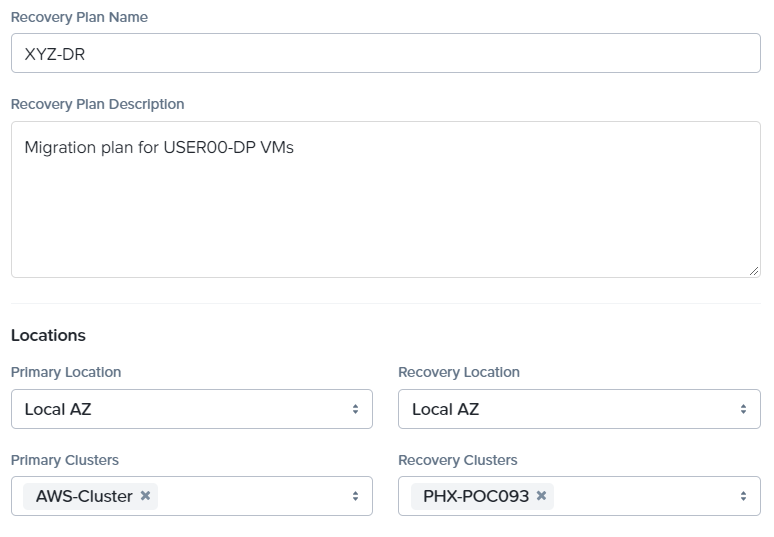 Recovery Plan Name
XYZ-DR
Recovery Plan Description
Migration plan for USER00-DP VMs
Locations
Primary Location
Recovery Location
Local AZ
Local AZ
Primary Clusters
Recovery Clusters
AWS-Cluster ×
PHX-POC093 ×